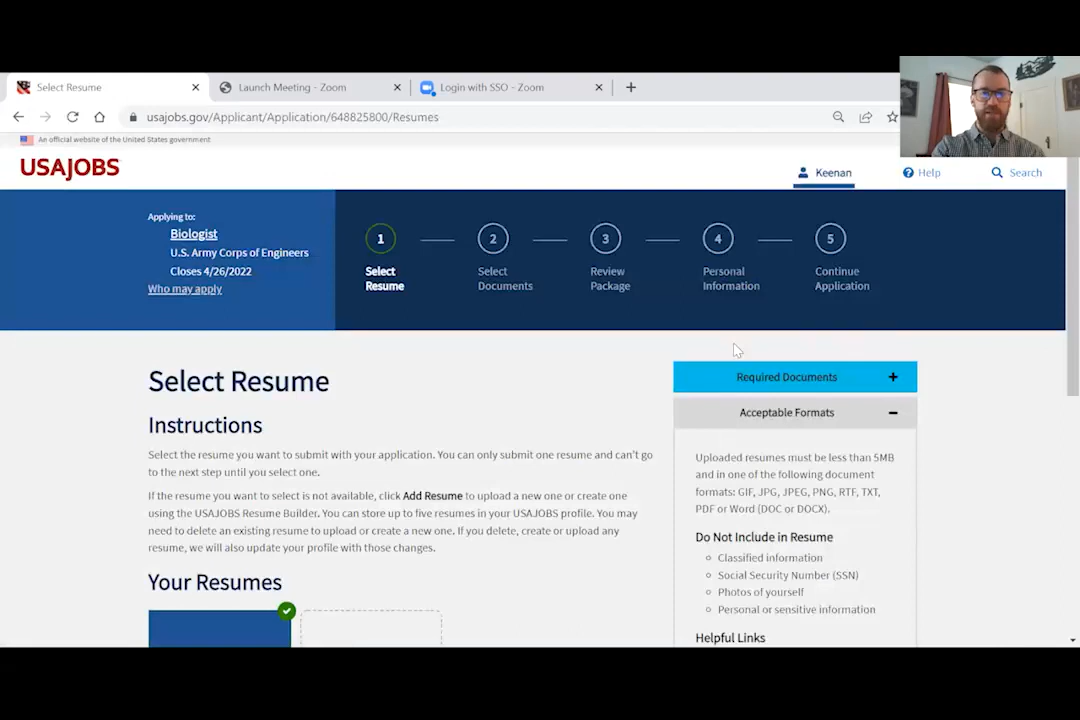 Select Resume
Launch Meeting - Zoom
Login with SSO - Zoom
usajobs.gov/Applicant/Application/648825800/Resumes
An official website of the United States government
USAJOBS
Keenan
Help
Search
Applying to:
Biologist
U.S. Army Corps of Engineers
Closes 4/26/2022
Who may apply
1
2
3
4
5
Select
Resume
Select
Documents
Review
Package
Personal
Information
Continue
Application
Select Resume
Instructions
Select the resume you want to submit with your application. You can only submit one resume and can't go
to the next step until you select one.
If the resume you want to select is not available, click Add Resume to upload a new one or create one
using the USAJOBS Resume Builder. You can store up to five resumes in your USAJOBS profile. You may
need to delete an existing resume to upload or create a new one. If you delete, create or upload any
resume, we will also update your profile with those changes.
Your Resumes
Required Documents
Acceptable Formats
Uploaded resumes must be less than 5MB
and in one of the following document
formats: GIF, JPG, JPEG, PNG, RTF, TXT,
PDF or Word (DOC or DOCX).
Do Not Include in Resume
Classified information
Social Security Number (SSN)
Photos of yourself
Personal or sensitive information
Helpful Links